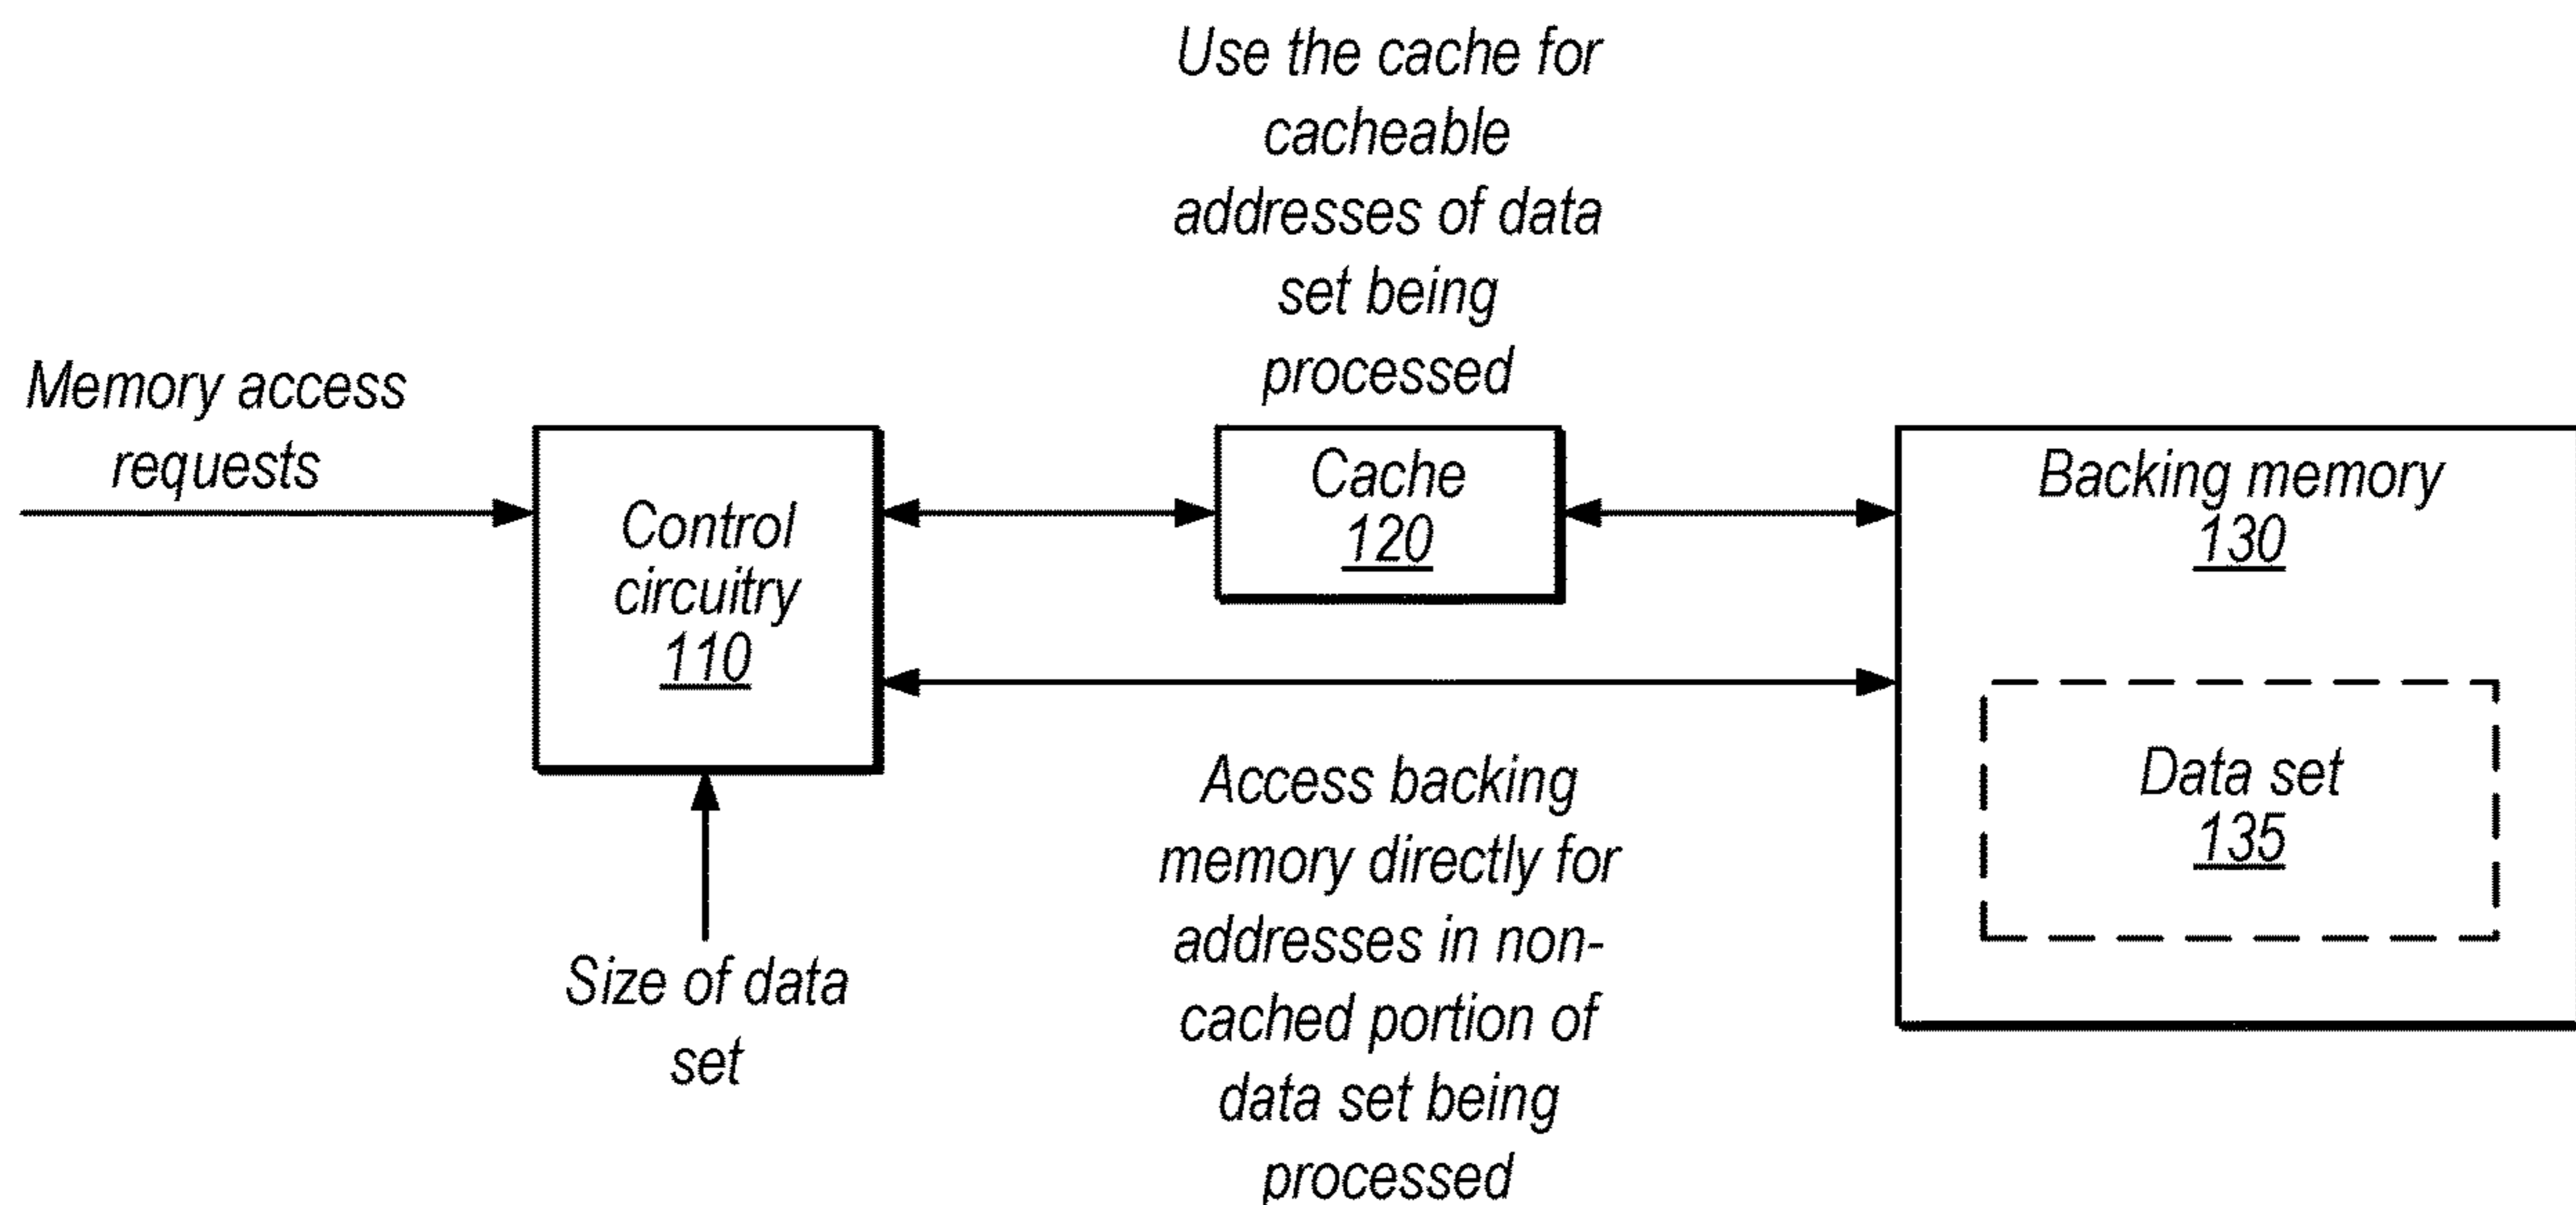 Use the cache for
cacheable
addresses of data
set being
processed
Memory access
requests
Control
circuitry
110
Cache
120
Backing memory
130
Data set
135
Size of data
set
Access backing
memory directly for
addresses in non-
cached portion of
data set being
processed